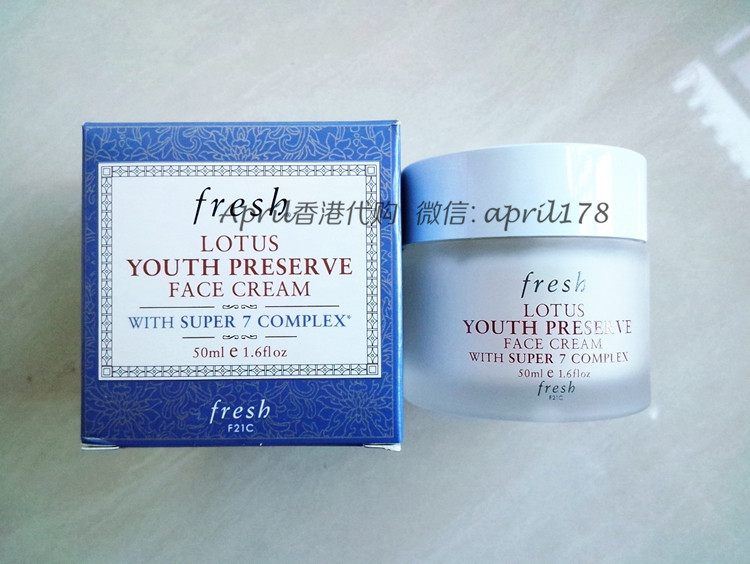 fresh
April香港代购 微信: april178
LOTUS
YOUTH PRESERVE
FACE CREAM
WITH SUPER 7 COMPLEX®
50ml e 1.6floz
fresh
F21C
fresh
LOTUS
YOUTH PRESERVE
FACE CREAM
WITH SUPER 7 COMPLEX
50ml e 1.6floz
fresh
F21C